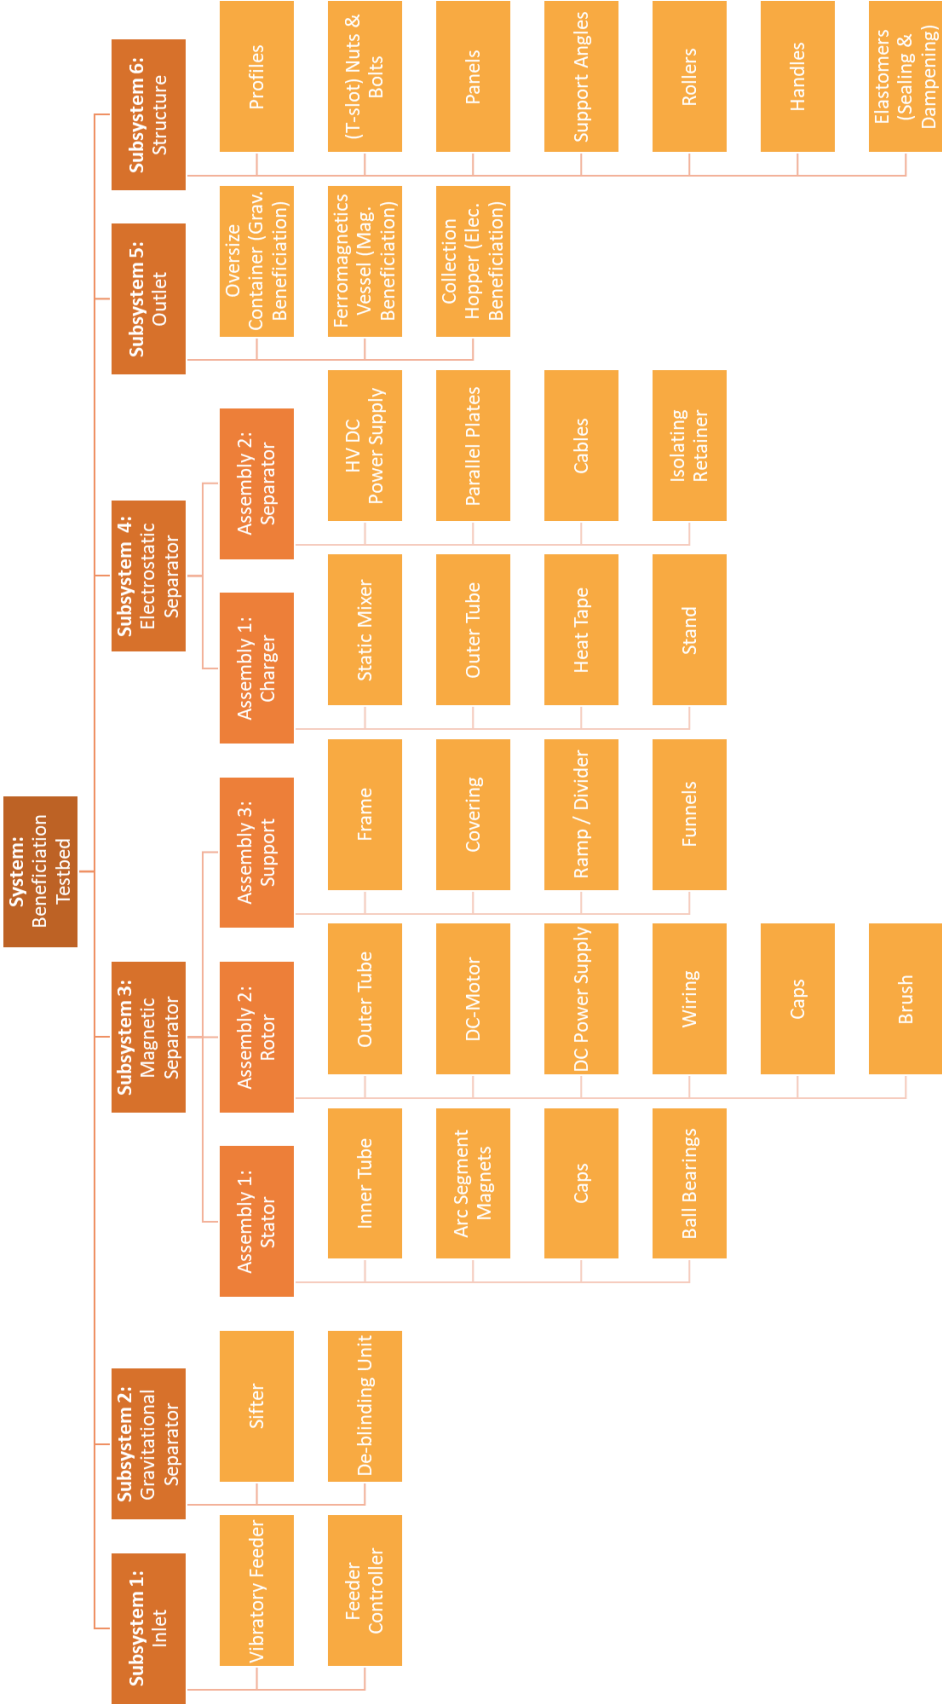 System:
Beneficiation
Testbed
Subsystem 1:
Inlet
Vibratory Feeder
Feeder
Controller
Subsystem 2:
Gravitational
Separator
Sifter
De-blinding Unit
Subsystem 3:
Magnetic
Separator
Assembly 1:
Stator
Inner Tube
Arc Segment
Magnets
Caps
Ball Bearings
Assembly 2:
Rotor
Outer Tube
DC-Motor
DC Power Supply
Wiring
Caps
Brush
Assembly 3:
Support
Frame
Covering
Ramp / Divider
Funnels
Subsystem 4:
Electrostatic
Separator
Assembly 1:
Charger
Static Mixer
Outer Tube
Heat Tape
Stand
Assembly 2:
Separator
HV DC
Power Supply
Parallel Plates
Cables
Isolating
Retainer
Subsystem 5:
Outlet
Oversize
Container (Grav.
Beneficiation)
Ferromagnetics
Vessel (Mag.
Beneficiation)
Collection
Hopper (Elec.
Beneficiation)
Subsystem 6:
Structure
Profiles
(T-slot) Nuts &
Bolts
Panels
Support Angles
Rollers
Handles
Elastomers
(Sealing &
Dampening)